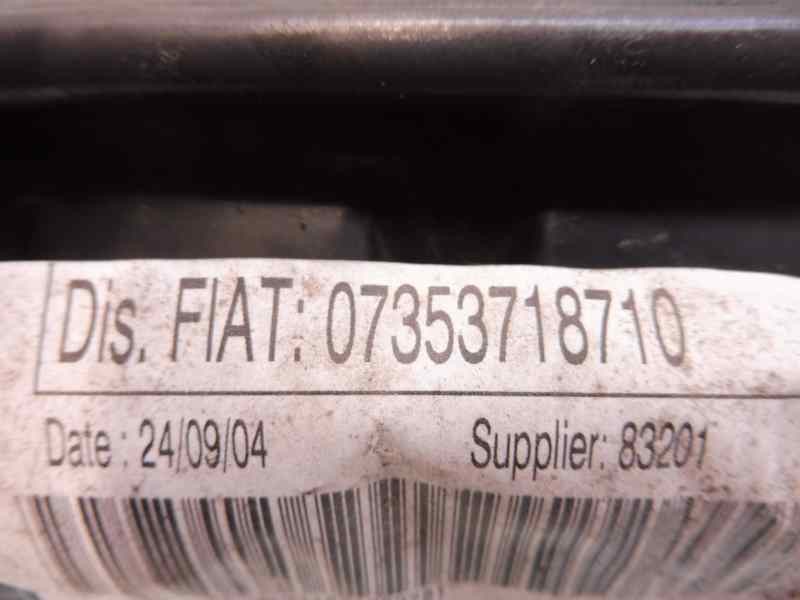 Dis. FIAT: 07353718710
Date : 24/09/04
Supplier: 83201